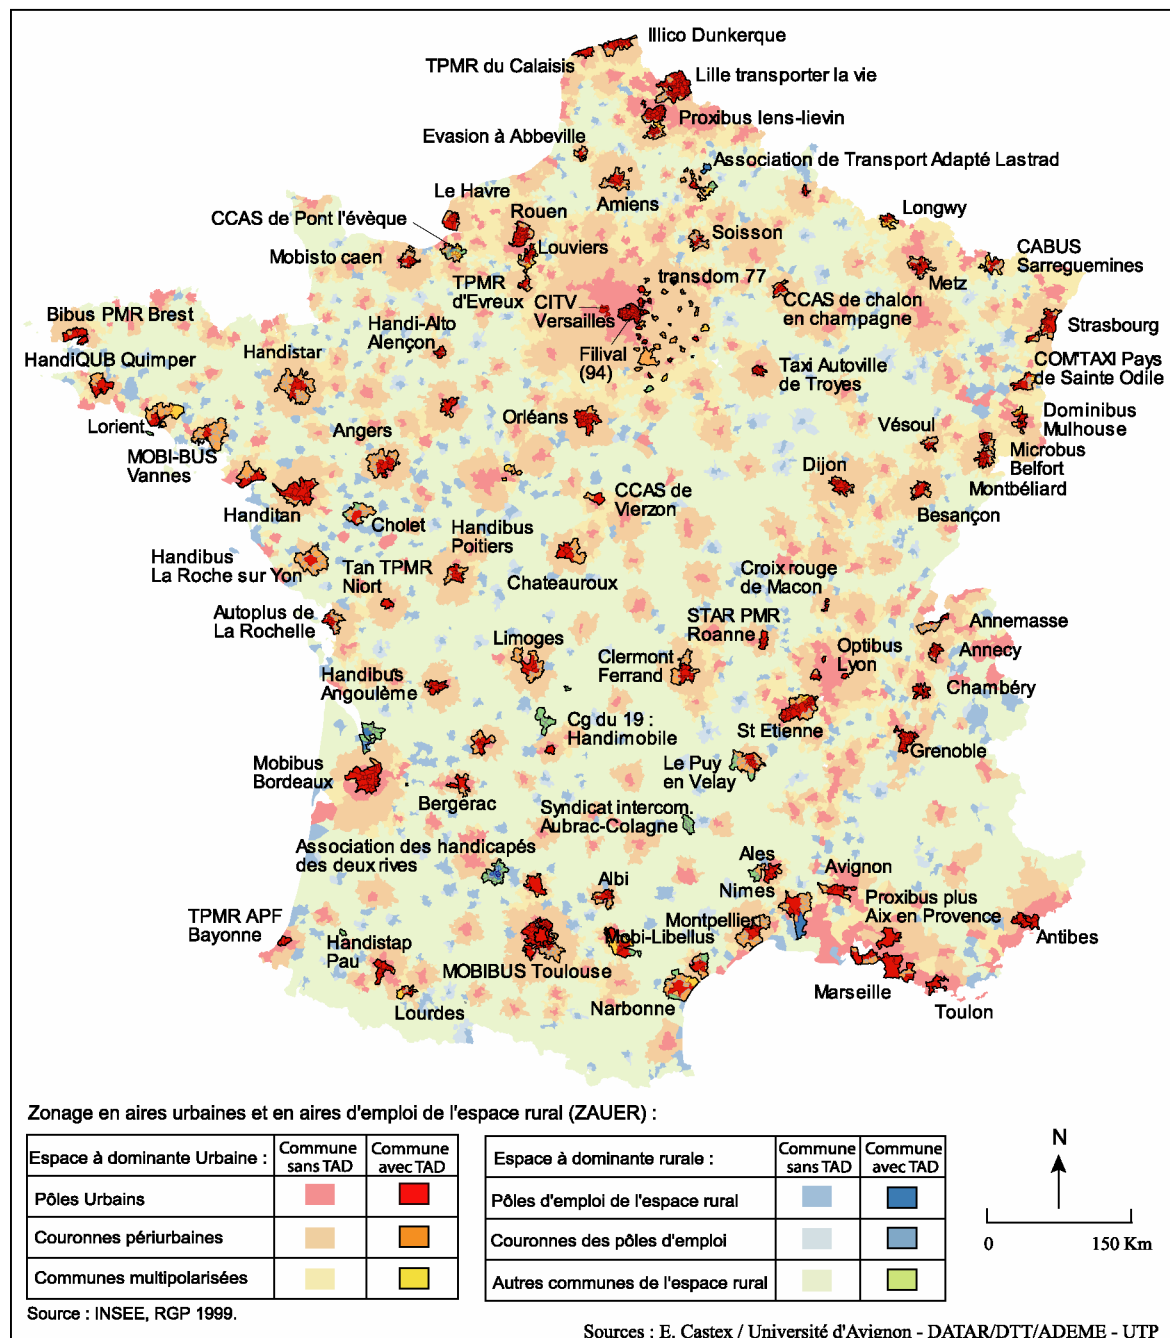 Illico Dunkerque
TPMR du Calaisis
Lille transporter la vie
Proxibus lens-lievin
Evasion à Abbeville
Association de Transport Adapté Lastrad
Amiens
Le Havre
CCAS de Pont l'évèque
Rouen
Longwy
Soisson
Louviers
Mobisto caen
CABUS
Sarreguemines
transdom 77
Metz
TPMR
d'Evreux
CITV
Versailles
CCAS de chalon
en champagne
Bibus PMR Brest
Handi-Alto
Alençon
Strasbourg
HandiQUB Quimper
Handistar
Filival
(94)
Taxi Autoville
de Troyes
COM'TAXI Pays
de Sainte Odile
Lorient
Orléans
Dominibus
Mulhouse
Vésoul
Angers
MOBI-BUS
Vannes
Microbus
Belfort
Dijon
Montbéliard
CCAS de
Vierzon
Besançon
Handitan
Cholet
Handibus
Poitiers
Handibus
La Roche sur Yon
Tan TPMR
Niort
Chateauroux
Croix rouge
de Macon
Autoplus de
La Rochelle
STAR PMR
Roanne
Annemasse
Limoges
Optibus
Lyon
Annecy
Clermont
Ferrand
Handibus
Angoulème
Chambéry
Cg du 19 :
Handimobile
St Etienne
Grenoble
Mobibus
Bordeaux
Le Puy
en Velay
Bergerac
Syndicat intercom.
Aubrac-Colagne
Association des handicapés
des deux rives
Ales
Avignon
Albi
Nimes
Proxibus plus
Aix en Provence
TPMR APF
Bayonne
Montpellier
Mobi-Libellus
Antibes
Handistap
Pau
MOBIBUS Toulouse
Marseille
Narbonne
Lourdes
Toulon
Zonage en aires urbaines et en aires d'emploi de l'espace rural (ZAUER) :
Espace à dominante Urbaine :
Commune
sans TAD
Commune
avec TAD
Pôles Urbains
Couronnes périurbaines
Communes multipolarisées
Source : INSEE, RGP 1999.
Espace à dominante rurale :
Commune
sans TAD
Commune
avec TAD
Pôles d'emploi de l'espace rural
Couronnes des pôles d'emploi
Autres communes de l'espace rural
N
0 150 Km
Sources : E. Castex / Université d'Avignon - DATAR/DTT/ADEME - UTP